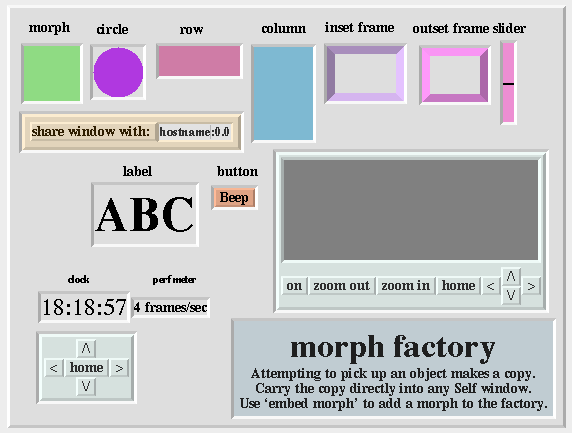 morph circle row column inset frame outset frame slider
share window with: hostname:0.0
label button
ABC Beep
clock perf meter
18:18:57 4 frames/sec
on zoom out zoom in home < Λ V >
Λ
< home >
V
morph factory
Attempting to pick up an object makes a copy.
Carry the copy directly into any Self window.
Use ‘embed morph’ to add a morph to the factory.